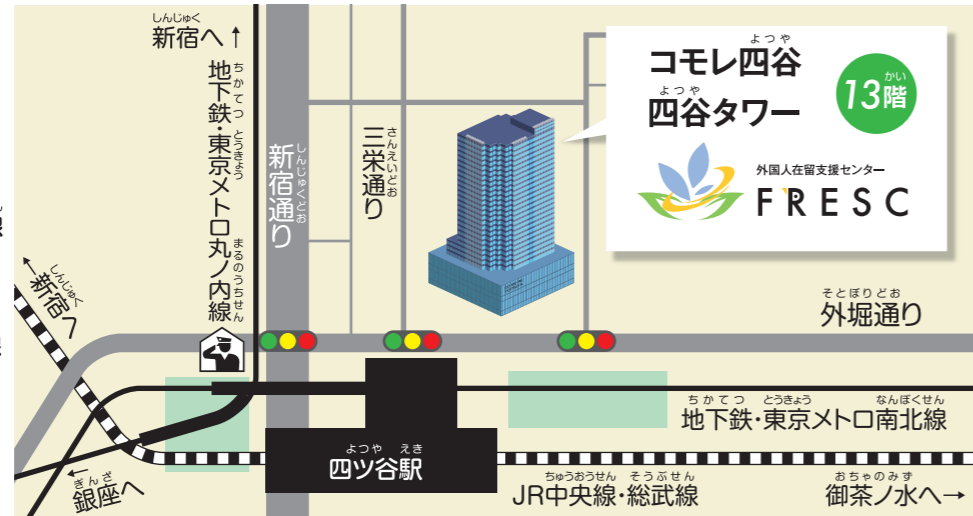 しんじゅく
新宿へ↑
ちかてつ とうきょう まるのうちせん
地下鉄・東京メトロ丸ノ内線
しんじゅくどお
新宿通り
さんえいどお
三栄通り
よつや
コモレ四谷
よつや
四谷タワー
かい
13階
外国人在留支援センター
FRESC
そとぼりどお
外堀通り
しんじゅく
←新宿へ
ちかてつ とうきょう なんぼくせん
地下鉄・東京メトロ南北線
よつや えき
四ツ谷駅
←
ぎんざ
銀座へ
ちゅうおうせん そうぶせん
JR中央線・総武線
おちゃのみず
御茶ノ水へ→